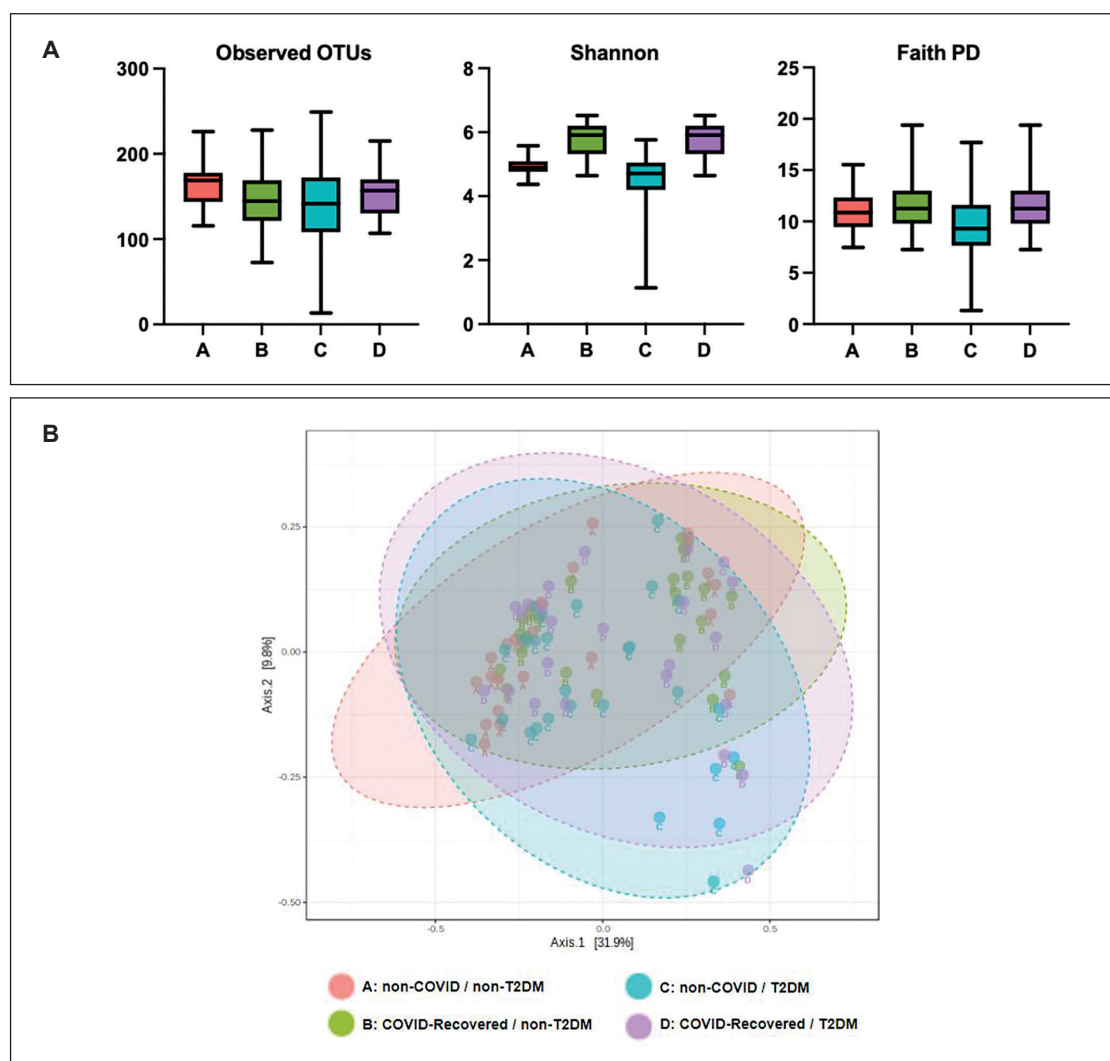 A
Observed OTUs
300
200
100
0
A B C D
Shannon
8
6
4
2
0
A B C D
Faith PD
25
20
15
10
5
0
A B C D
B
Axis.2 [9.8%]
0.25
0.00
-0.25
-0.50
-0.5 0.0 0.5
Axis.1 [31.9%]
A: non-COVID / non-T2DM
C: non-COVID / T2DM
B: COVID-Recovered / non-T2DM
D: COVID-Recovered / T2DM